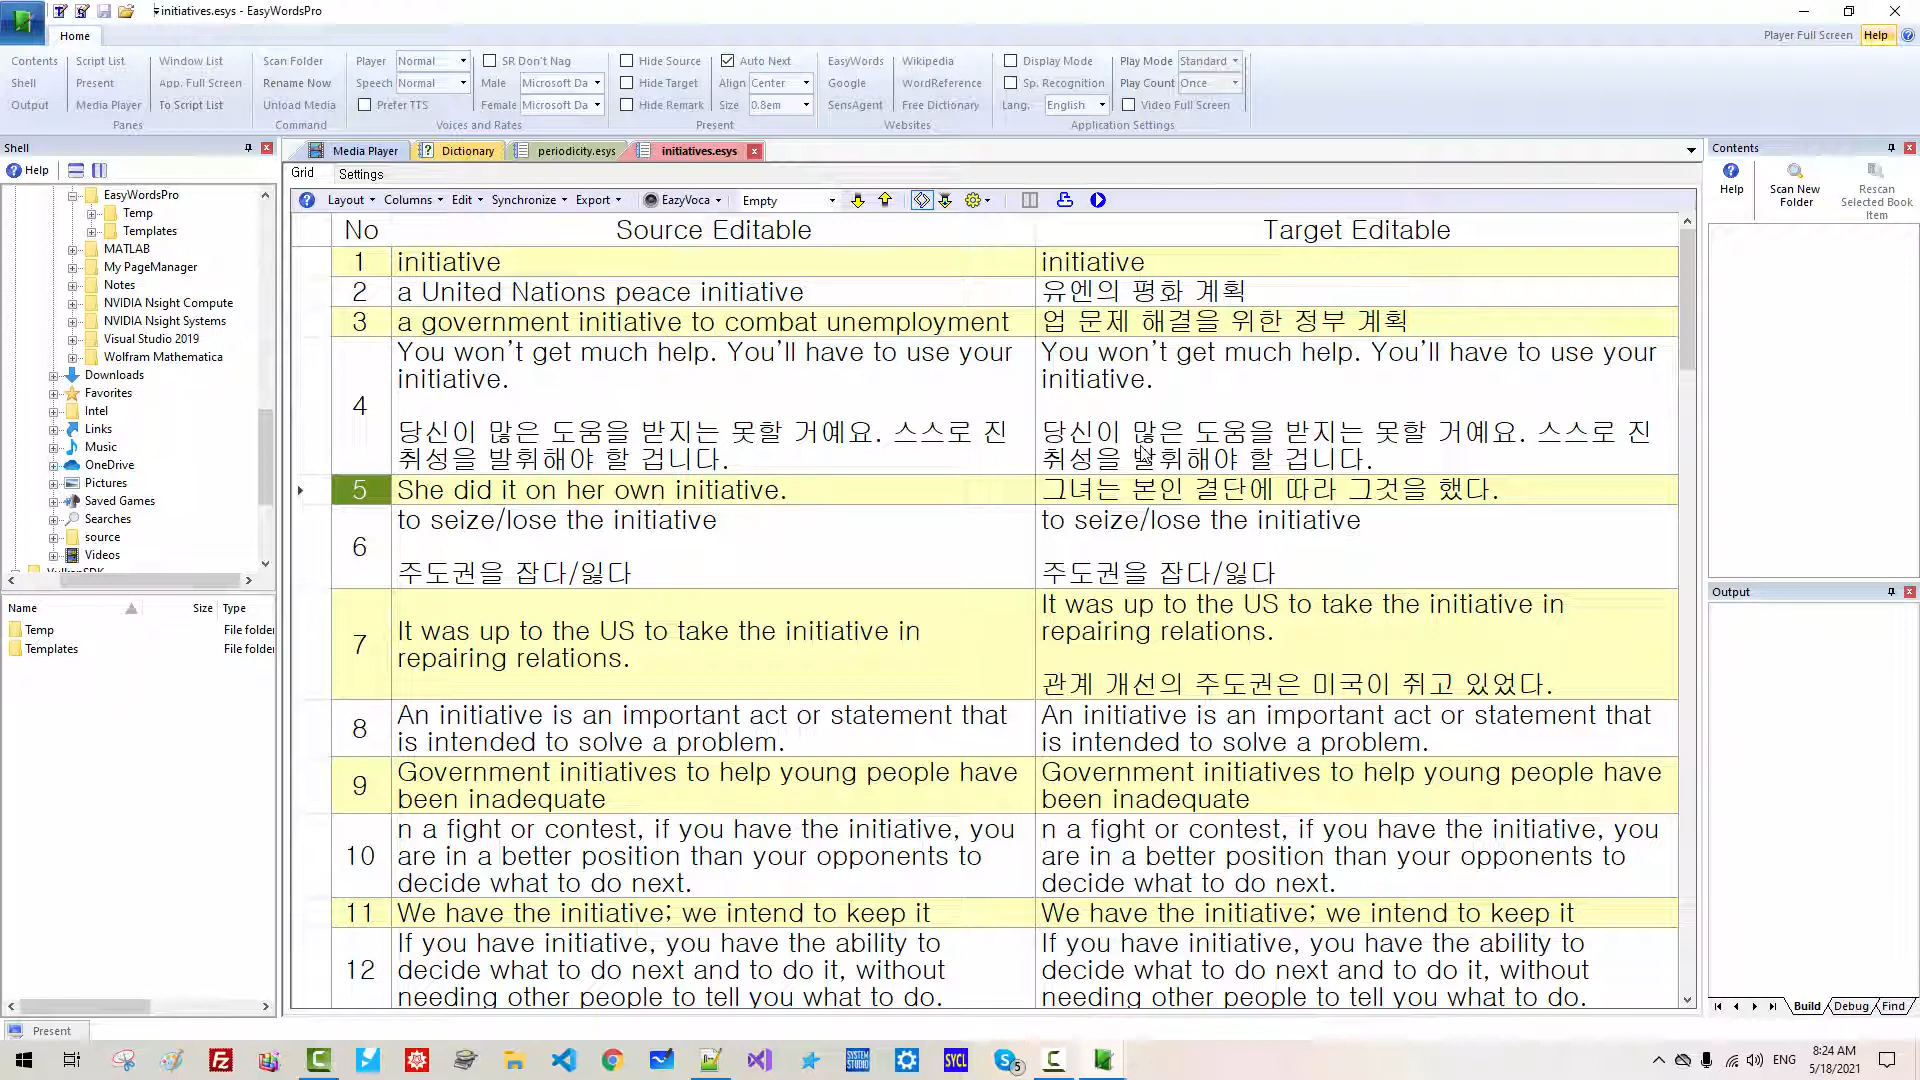 initiatives.esys - EasyWordsPro
Home
Player Full Screen Help
Contents Script List Window List Scan Folder Player Normal SR Don't Nag Hide Source Auto Next EasyWords Wikipedia Display Mode Play Mode Standard
Shell Present App. Full Screen Rename Now Speech Normal Male Microsoft Da Hide Target Align Center Google WordReference Sp. Recognition Play Count Once
Output Media Player To Script List Unload Media Prefer TTS Female Microsoft Da Hide Remark Size 0.8em SensAgent Free Dictionary Lang. English Video Full Screen
Panes Command Voices and Rates Present Websites Application Settings
Shell
Help
EasyWordsPro
Temp
Templates
MATLAB
My PageManager
Notes
NVIDIA Nsight Compute
NVIDIA Nsight Systems
Visual Studio 2019
Wolfram Mathematica
Downloads
Favorites
Intel
Links
Music
OneDrive
Pictures
Saved Games
Searches
source
Videos
VulkanSDK
Name Size Type
Temp File folder
Templates File folder
Present
Media Player Dictionary periodicity.esys initiatives.esys
Grid Settings
Layout Columns Edit Synchronize Export EazyVoca Empty
No Source Editable Target Editable
1 initiative initiative
2 a United Nations peace initiative 유엔의 평화 계획
3 a government initiative to combat unemployment 업 문제 해결을 위한 정부 계획
4
You won't get much help. You'll have to use your
initiative.
당신이 많은 도움을 받지는 못할 거예요. 스스로 진
취성을 발휘해야 할 겁니다.
You won't get much help. You'll have to use your
initiative.
당신이 많은 도움을 받지는 못할 거예요. 스스로 진
취성을 발휘해야 할 겁니다.
5 She did it on her own initiative. 그녀는 본인 결단에 따라 그것을 했다.
6
to seize/lose the initiative
주도권을 잡다/잃다
to seize/lose the initiative
주도권을 잡다/잃다
7
It was up to the US to take the initiative in
repairing relations.
It was up to the US to take the initiative in
repairing relations.
관계 개선의 주도권은 미국이 쥐고 있었다.
8
An initiative is an important act or statement that
is intended to solve a problem.
An initiative is an important act or statement that
is intended to solve a problem.
9
Government initiatives to help young people have
been inadequate
Government initiatives to help young people have
been inadequate
10
n a fight or contest, if you have the initiative, you
are in a better position than your opponents to
decide what to do next.
n a fight or contest, if you have the initiative, you
are in a better position than your opponents to
decide what to do next.
11 We have the initiative; we intend to keep it We have the initiative; we intend to keep it
12
If you have initiative, you have the ability to
decide what to do next and to do it, without
needing other people to tell you what to do.
If you have initiative, you have the ability to
decide what to do next and to do it, without
needing other people to tell you what to do.
Contents
Help
Scan New
Folder
Rescan
Selected Book
Item
Output
Build Debug Find
SYSTEM
STUDIO
SYCL
5
ENG
8:24 AM
5/18/2021